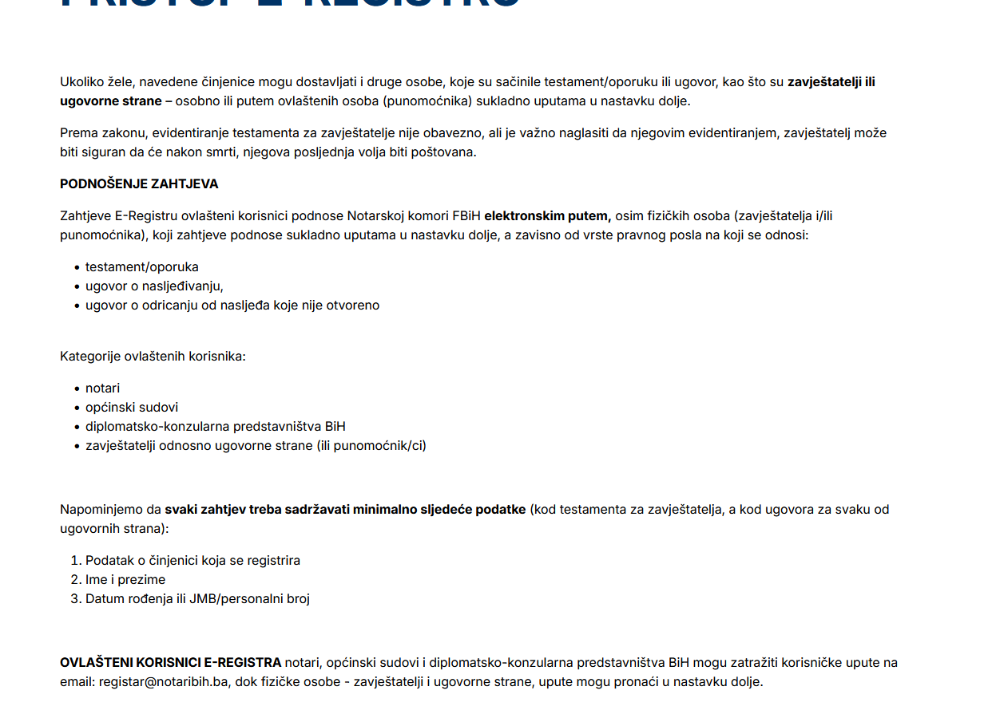 PRISTUP E-REGISTRU
Ukoliko žele, navedene činjenice mogu dostavljati i druge osobe, koje su sačinile testament/oporuku ili ugovor, kao što su zavještatelji ili
ugovorne strane – osobno ili putem ovlaštenih osoba (punomoćnika) sukladno uputama u nastavku dolje.
Prema zakonu, evidentiranje testamenta za zavještatelje nije obavezno, ali je važno naglasiti da njegovim evidentiranjem, zavještatelj može
biti siguran da će nakon smrti, njegova posljednja volja biti poštovana.
PODNOŠENJE ZAHTJEVA
Zahtjeve E-Registru ovlašteni korisnici podnose Notarskoj komori FBiH elektronskim putem, osim fizičkih osoba (zavještatelja i/ili
punomoćnika), koji zahtjeve podnose sukladno uputama u nastavku dolje, a zavisno od vrste pravnog posla na koji se odnosi:
• testament/oporuka
• ugovor o nasljeđivanju,
• ugovor o odricanju od nasljeđa koje nije otvoreno
Kategorije ovlaštenih korisnika:
• notari
• općinski sudovi
• diplomatsko-konzularna predstavništva BiH
• zavještatelji odnosno ugovorne strane (ili punomoćnik/ci)
Napominjemo da svaki zahtjev treba sadržavati minimalno sljedeće podatke (kod testamenta za zavještatelja, a kod ugovora za svaku od
ugovornih strana):
1. Podatak o činjenici koja se registrira
2. Ime i prezime
3. Datum rođenja ili JMB/personalni broj
OVLAŠTENI KORISNICI E-REGISTRA notari, općinski sudovi i diplomatsko-konzularna predstavništva BiH mogu zatražiti korisničke upute na
email: registar@notaribih.ba, dok fizičke osobe - zavještatelji i ugovorne strane, upute mogu pronaći u nastavku dolje.